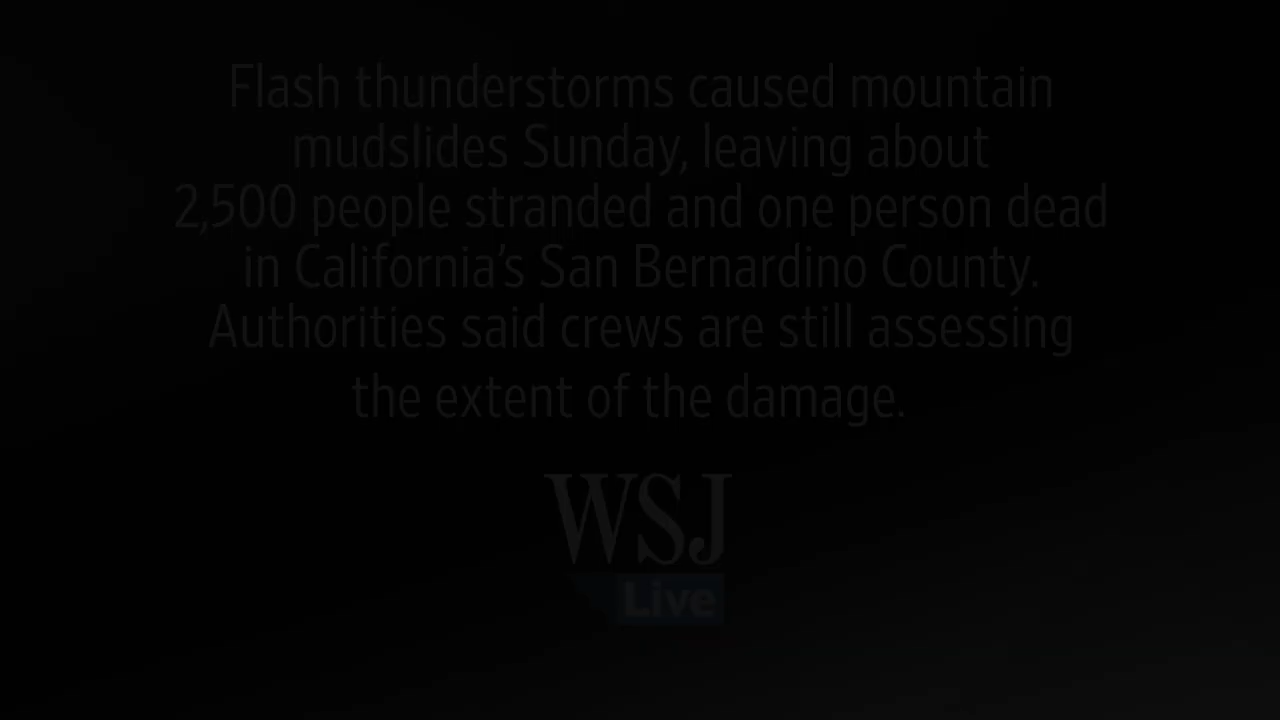 Flash thunderstorms caused mountain
mudslides Sunday, leaving about
2,500 people stranded and one person dead
in California’s San Bernardino County.
Authorities said crews are still assessing
the extent of the damage.
WSJ
Live